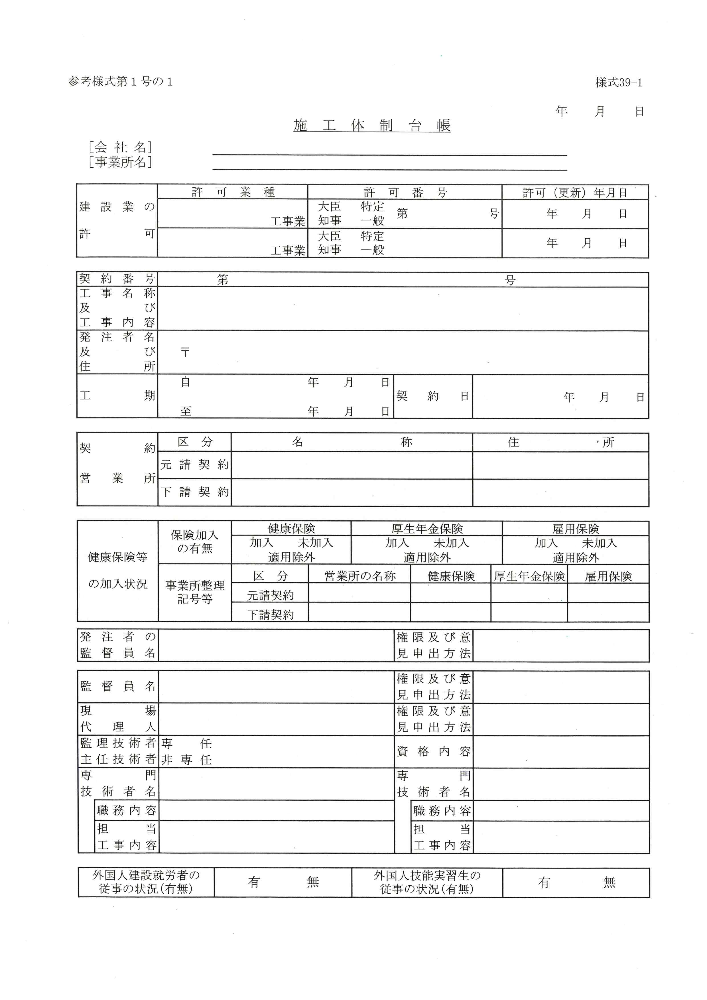 参考様式第１号の１
様式39-1
年　月　日
施　工　体　制　台　帳
［会 社 名］
［事業所名］
建設業の
許可
許可業種
許可番号
許可（更新）年月日
工事業
大臣　特定
知事　一般
第　号
年　月　日
工事業
大臣　特定
知事　一般
年　月　日
契約番号
第　号
工事名称
及び
工事内容
発注者名
及び
住所
〒
工期
自　年　月　日
至　年　月　日
契約日
年　月　日
契約
営業所
区分
名称
住所
元請契約
下請契約
健康保険等
の加入状況
保険加入
の有無
健康保険
厚生年金保険
雇用保険
加入　未加入
適用除外
加入　未加入
適用除外
加入　未加入
適用除外
事業所整理
記号等
区分
営業所の名称
健康保険
厚生年金保険
雇用保険
元請契約
下請契約
発注者の
監督員名
権限及び意
見申出方法
監督員名
権限及び意
見申出方法
現場
代理人
権限及び意
見申出方法
監理技術者
主任技術者
専任
非専任
資格内容
専門
技術者名
専門
技術者名
職務内容
職務内容
担当
工事内容
担当
工事内容
外国人建設就労者の
従事の状況(有無)
有　無
外国人技能実習生の
従事の状況(有無)
有　無